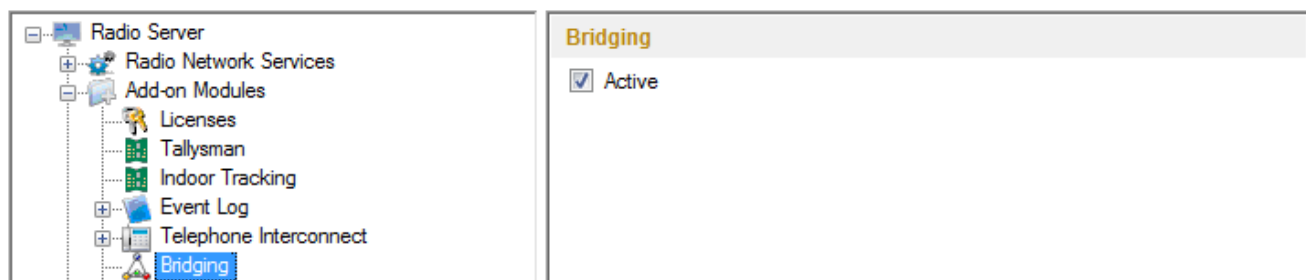 Radio Server
Radio Network Services
Add-on Modules
Licenses
Tallysman
Indoor Tracking
Event Log
Telephone Interconnect
Bridging
Bridging
Active